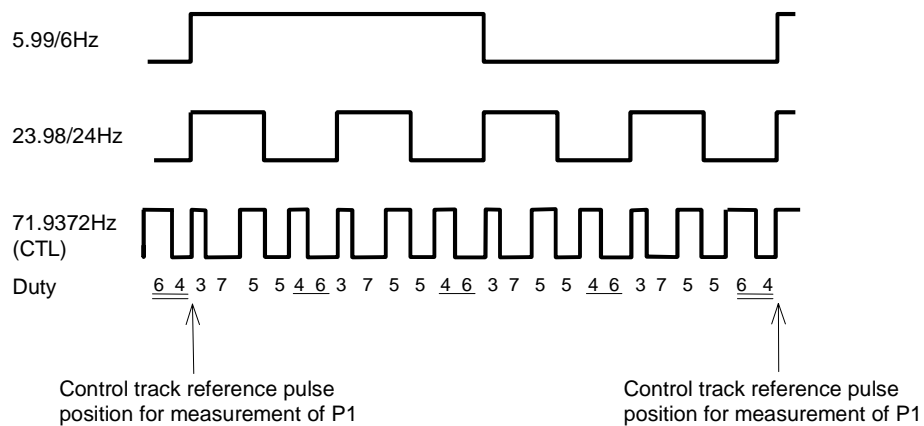 5.99/6Hz
23.98/24Hz
71.9372Hz
(CTL)
Duty 6 4 3 7 5 5 4 6 3 7 5 5 4 6 3 7 5 5 4 6 3 7 5 5 6 4
Control track reference pulse
position for measurement of P1
Control track reference pulse
position for measurement of P1